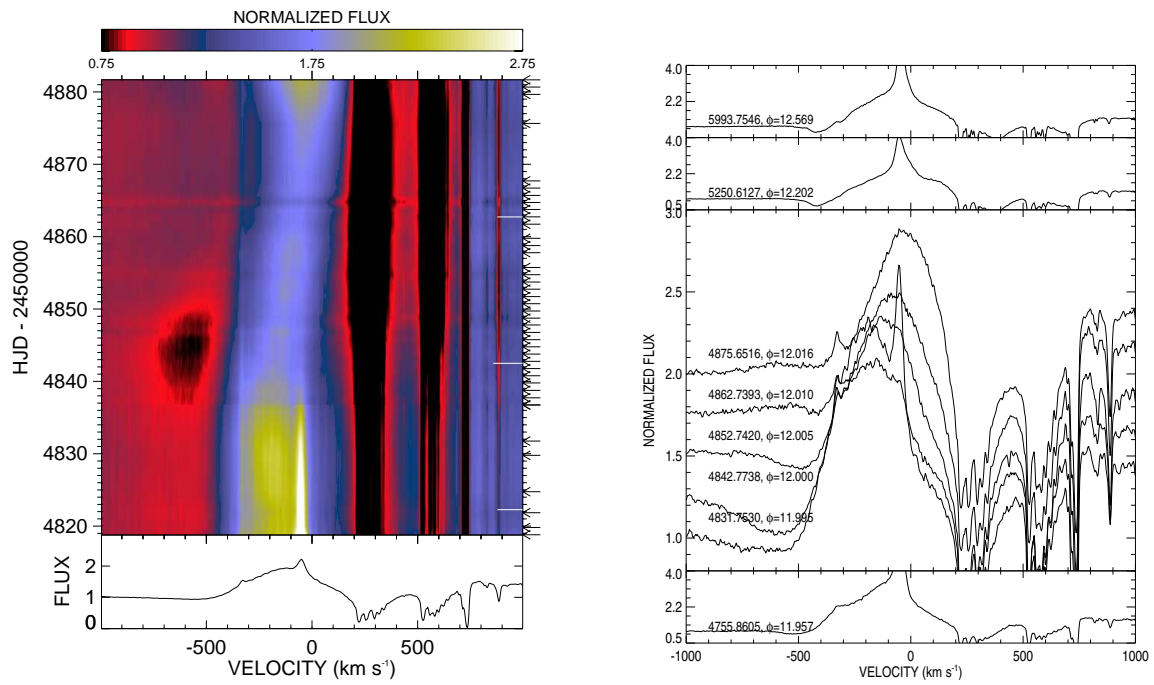 NORMALIZED FLUX
0.75 1.75 2.75
HJD - 2450000
4880
4870
4860
4850
4840
4830
4820
FLUX
2
1
0
-500 0 500
VELOCITY (km s-1)
4.0
2.2
5993.7546, ϕ=12.569
4.0
2.2
5250.6127, ϕ=12.202
0.5
3.0
NORMALIZED FLUX
2.5
4875.6516, ϕ=12.016
2.0
4862.7393, ϕ=12.010
4852.7420, ϕ=12.005
1.5
4842.7738, ϕ=12.000
4831.7530, ϕ=11.995
1.0
4.0
2.2
4755.8605, ϕ=11.957
0.5
-1000 -500 0 500 1000
VELOCITY (km s-1)